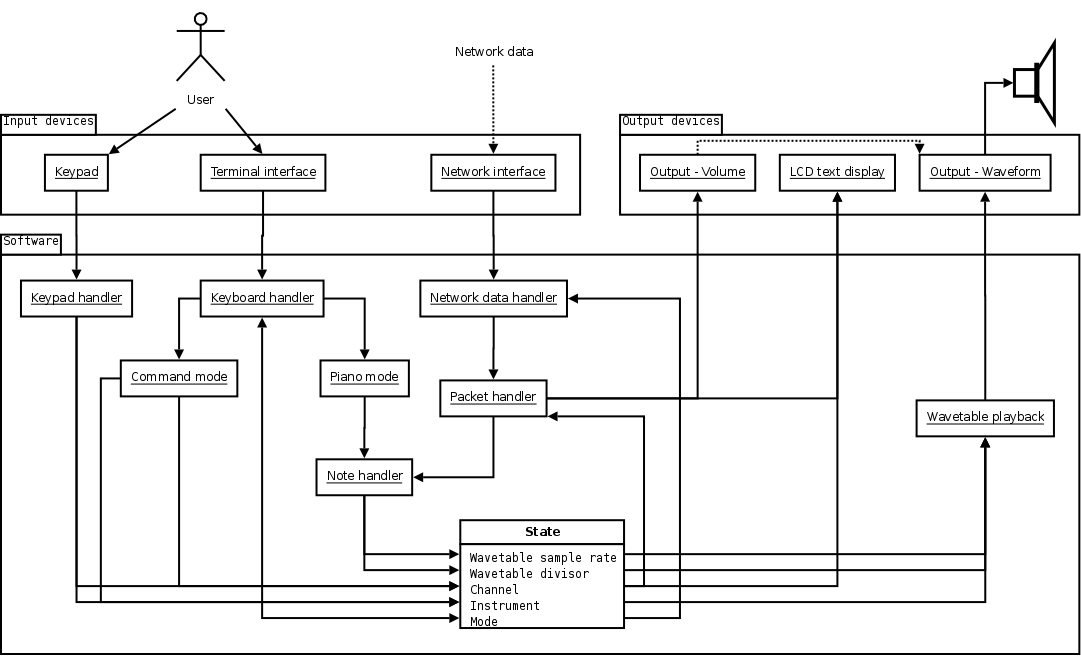 Network data
User
Input devices
Output devices
Keypad
Terminal interface
Network interface
Output - Volume
LCD text display
Output - Waveform
Software
Keypad handler
Keyboard handler
Network data handler
Command mode
Piano mode
Packet handler
Wavetable playback
Note handler
State
Wavetable sample rate
Wavetable divisor
Channel
Instrument
Mode